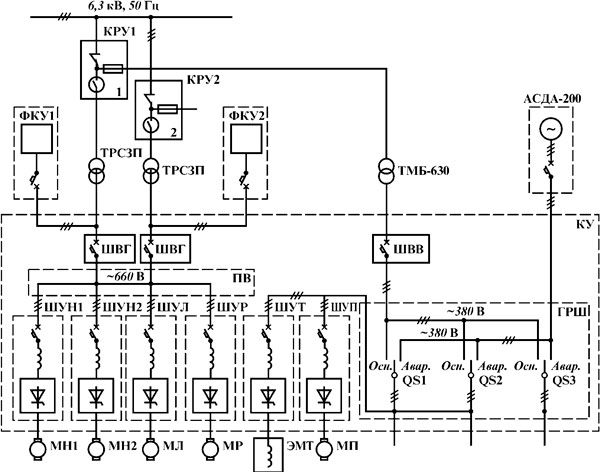 6,3 кВ, 50 Гц
КРУ1
1
КРУ2
2
АСДА-200
~
ФКУ1
ФКУ2
ТРСЗП
ТРСЗП
ТМБ-630
КУ
ШВГ
ШВГ
ШВВ
~660 В
ПВ
ШУН1
ШУН2
ШУЛ
ШУР
ШУТ
ШУП
ГРЩ
~380 В
~380 В
Осн.
Авар.
Осн.
Авар.
Осн.
Авар.
QS1
QS2
QS3
МН1
МН2
МЛ
МР
ЭМТ
МП